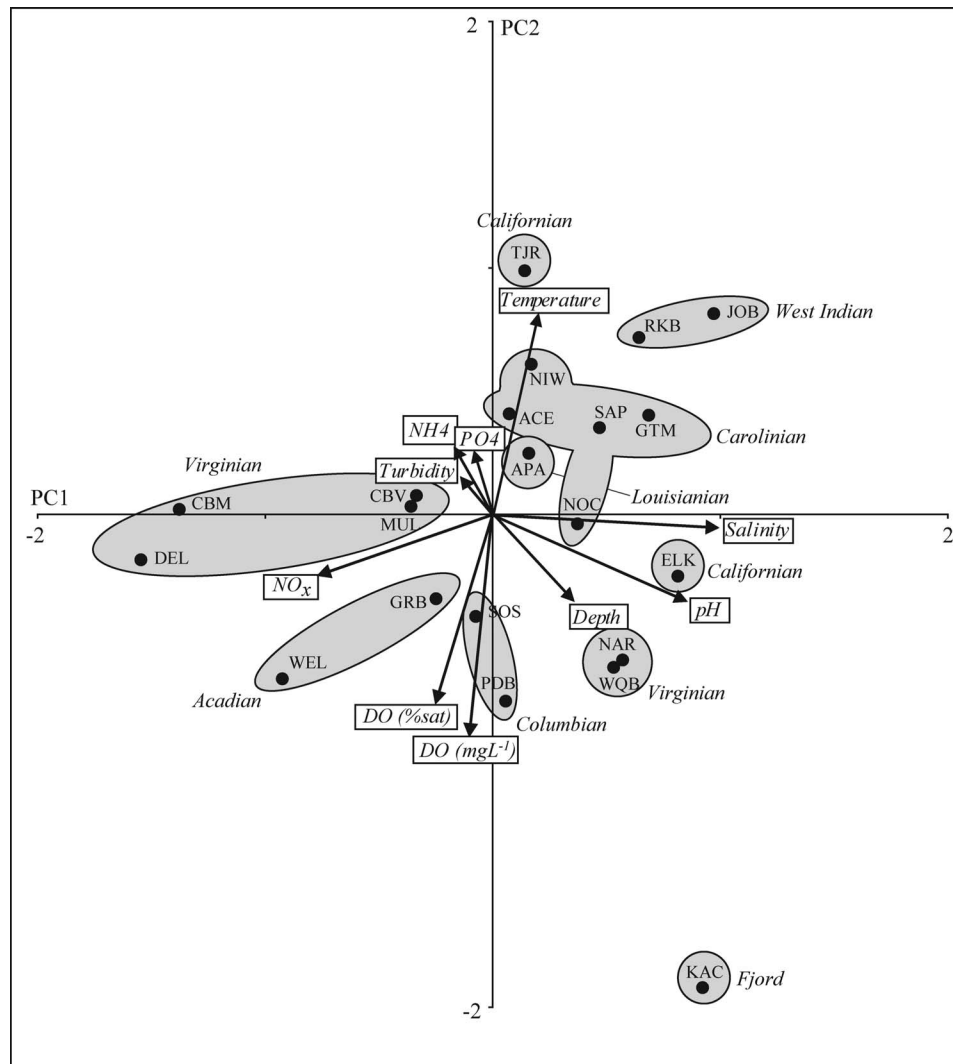 2
PC2
Californian
TJR
Temperature
JOB
West Indian
RKB
NIW
ACE
SAP
GTM
Carolinian
NH4
PO4
APA
Virginian
Turbidity
Louisianian
PC1
CBM
CBV
MUL
NOC
-2
2
Salinity
DEL
ELK
Californian
NOx
GRB
SOS
Depth
pH
NAR
WEL
PDB
WQB
Virginian
Acadian
DO (%sat)
Columbian
DO (mgL⁻¹)
KAC
Fjord
-2